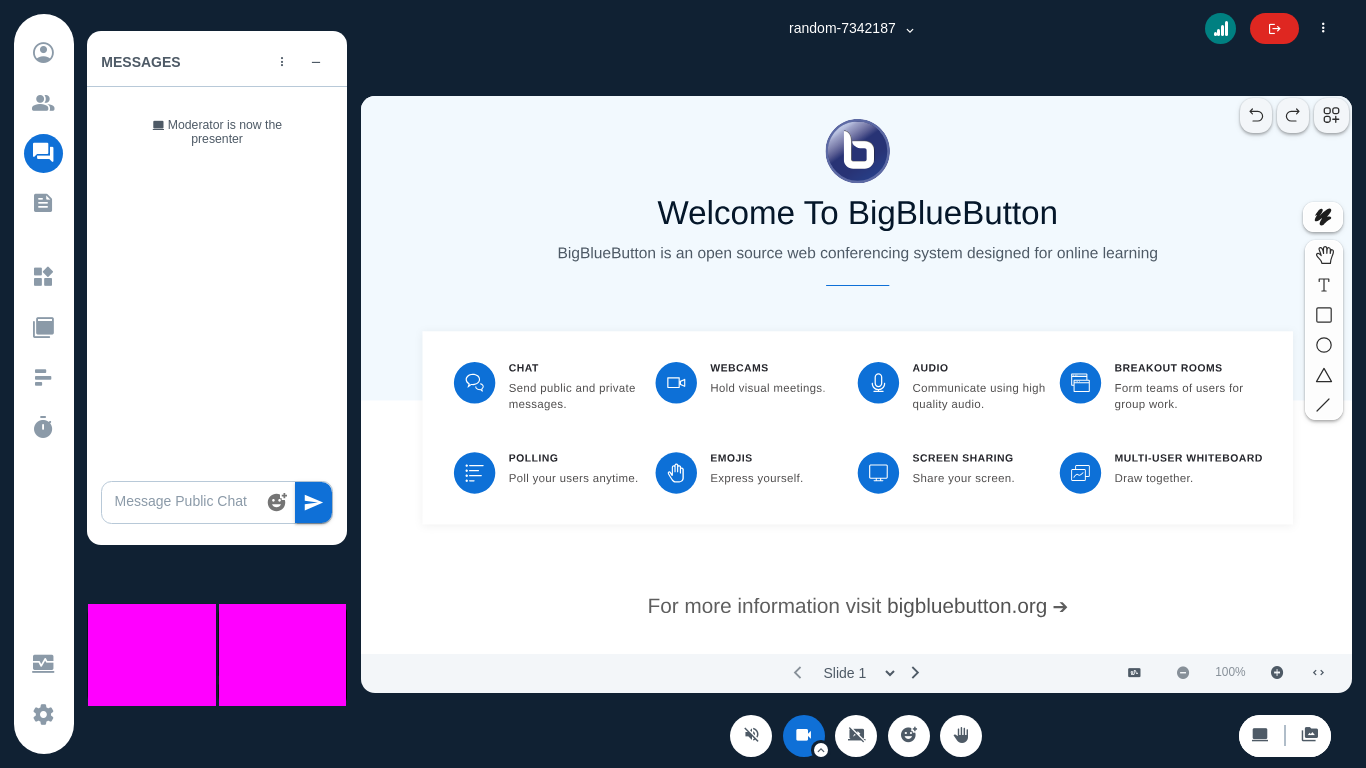 random-7342187
MESSAGES
Moderator is now the
presenter
Message Public Chat
Welcome To BigBlueButton
BigBlueButton is an open source web conferencing system designed for online learning
CHAT
Send public and private
messages.
WEBCAMS
Hold visual meetings.
AUDIO
Communicate using high
quality audio.
BREAKOUT ROOMS
Form teams of users for
group work.
POLLING
Poll your users anytime.
EMOJIS
Express yourself.
SCREEN SHARING
Share your screen.
MULTI-USER WHITEBOARD
Draw together.
For more information visit bigbluebutton.org ➔
Slide 1
100%